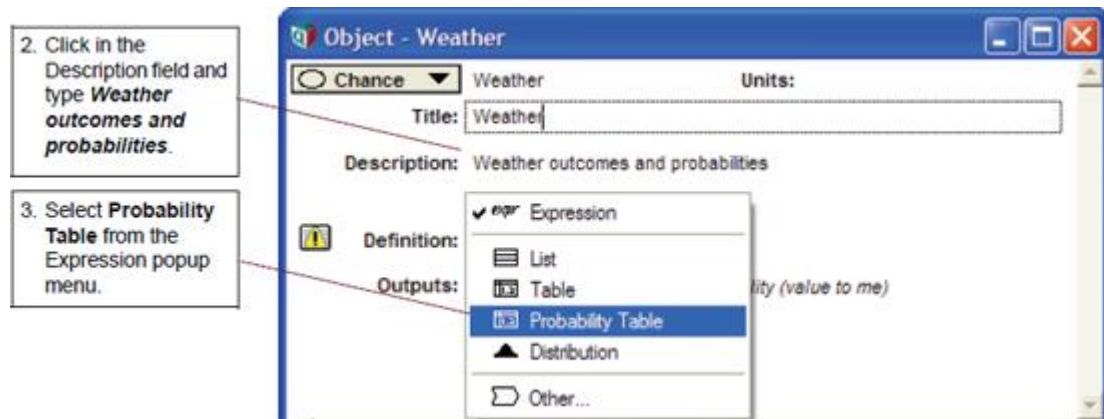 2. Click in the
Description field and
type Weather
outcomes and
probabilities.
3. Select Probability
Table from the
Expression popup
menu.
Object - Weather
Chance Weather Units:
Title: Weather
Description: Weather outcomes and probabilities
expr Expression
Definition:
List
Outputs: Table lity (value to me)
Probability Table
Distribution
Other...